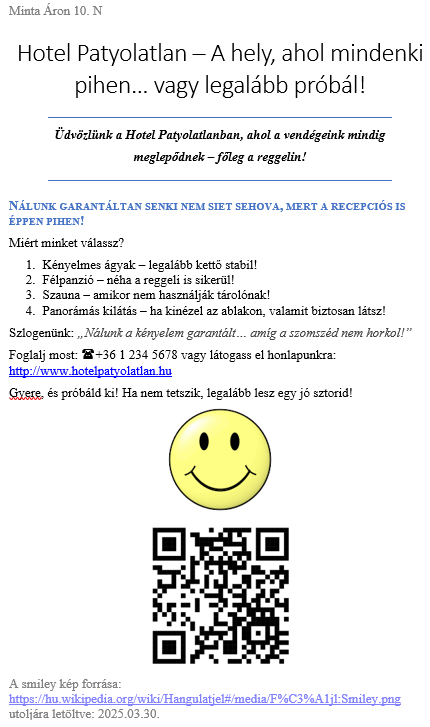 Minta Áron 10. N
Hotel Patyolatlan – A hely, ahol mindenki
pihen… vagy legalább próbál!
Üdvözlünk a Hotel Patyolatlanban, ahol a vendégeink mindig
meglepődnek – főleg a reggelin!
NÁLUNK GARANTÁLTAN SENKI NEM SIET SEHOVA, MERT A RECEPCIÓS IS
ÉPPEN PIHEN!
Miért minket válassz?
1. Kényelmes ágyak – legalább kettő stabil!
2. Félpanzió – néha a reggeli is sikerül!
3. Szauna – amikor nem használják tárolónak!
4. Panorámás kilátás – ha kinézel az ablakon, valamit biztosan látsz!
Szlogenünk: „Nálunk a kényelem garantált… amíg a szomszéd nem horkol!”
Foglalj most: ☎+36 1 234 5678 vagy látogass el honlapunkra:
http://www.hotelpatyolatlan.hu
Gyere, és próbáld ki! Ha nem tetszik, legalább lesz egy jó sztorid!
A smiley kép forrása:
https://hu.wikipedia.org/wiki/Hangulatjel#/media/F%C3%A1jl:Smiley.png
utoljára letöltve: 2025.03.30.